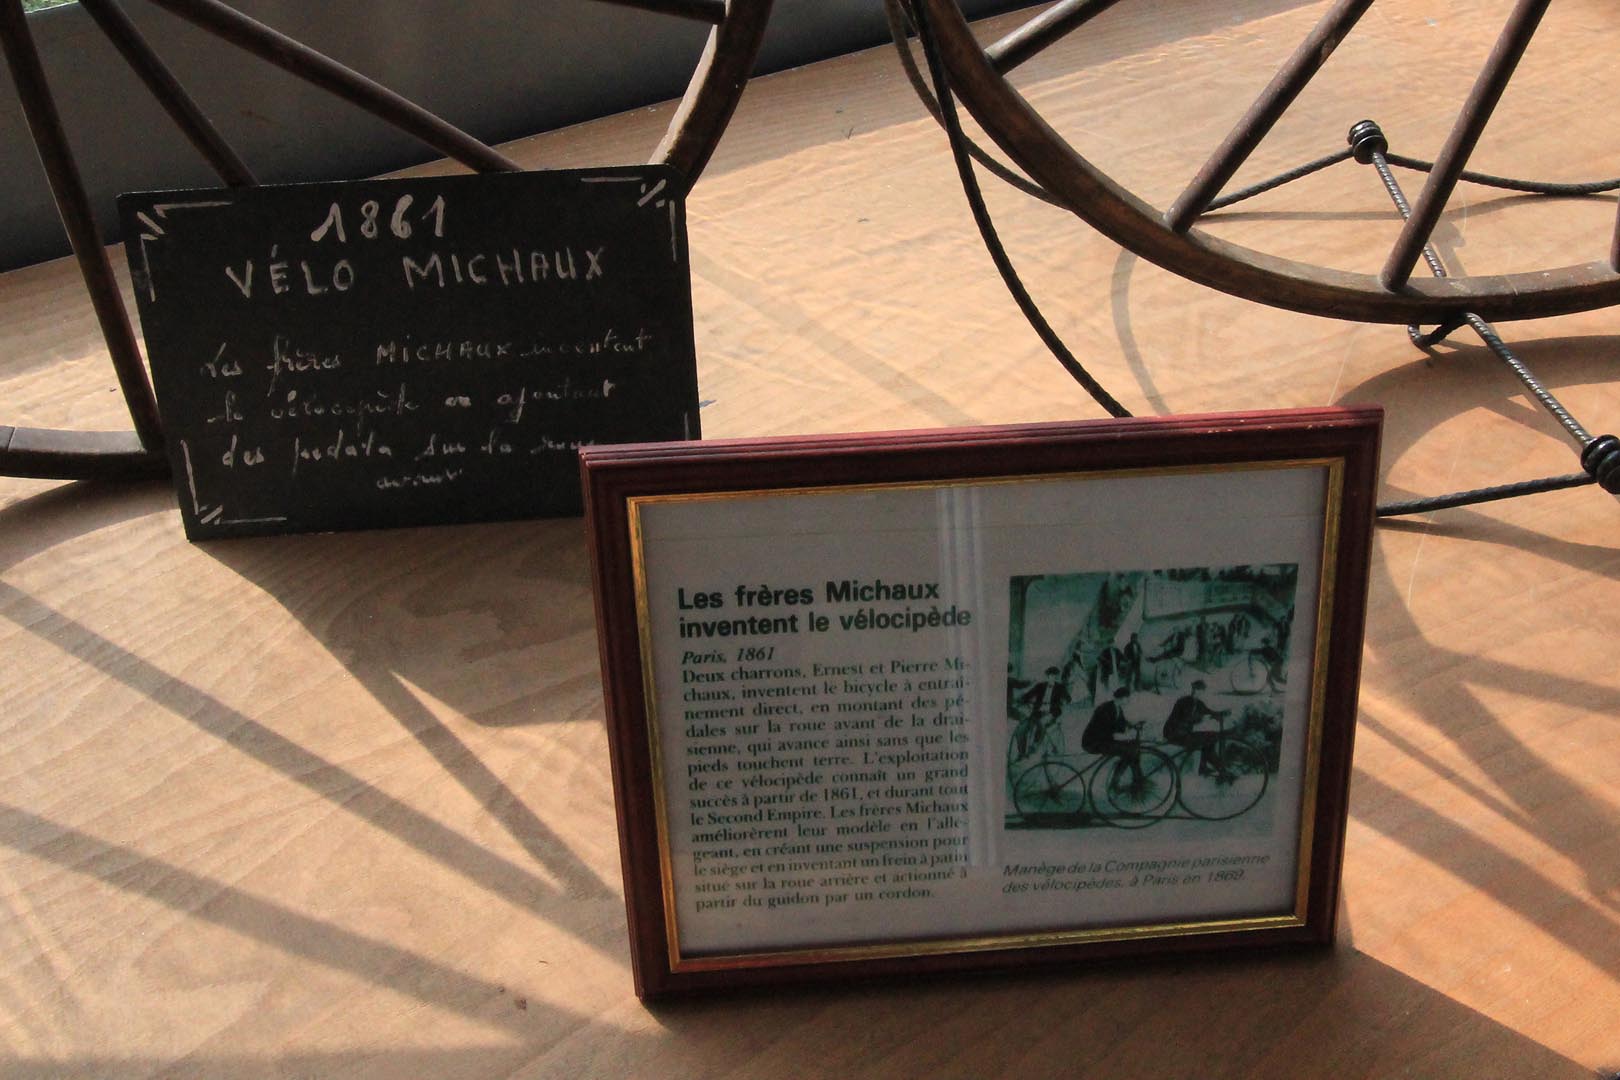 1861
VÉLO MICHAUX
Les frères MICHAUX inventent
le vélocipède en ajoutant
des pedata sur la roue
avant
Les frères Michaux
inventent le vélocipède
Paris, 1861
Deux charrons, Ernest et Pierre Mi-
chaux, inventent le bicycle à entraî-
nement direct, en montant des pé-
dales sur la roue avant de la drai-
sienne, qui avance ainsi sans que les
pieds touchent terre. L'exploitation
de ce vélocipède connaît un grand
succès à partir de 1861, et durant tout
le Second Empire. Les frères Michaux
améliorèrent leur modèle en l'allé-
geant, en créant une suspension pour
le siège et en inventant un frein à patin
situé sur la roue arrière et actionné à
partir du guidon par un cordon.
Manège de la Compagnie parisienne
des vélocipèdes, à Paris en 1869.